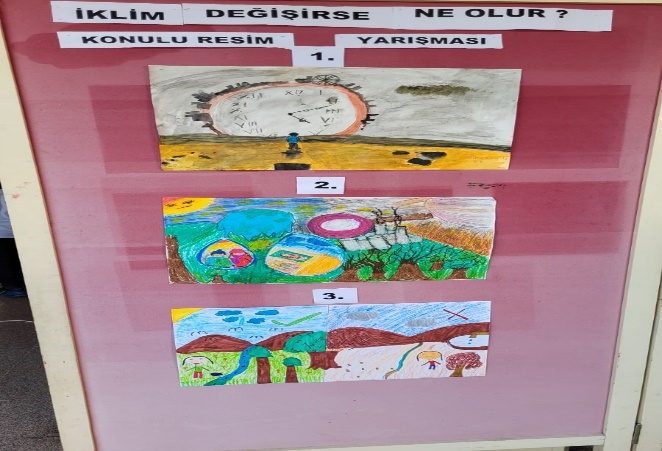 İKLİM DEĞİŞİRSE NE OLUR ?
KONULU RESİM YARIŞMASI
1.
2.
3.